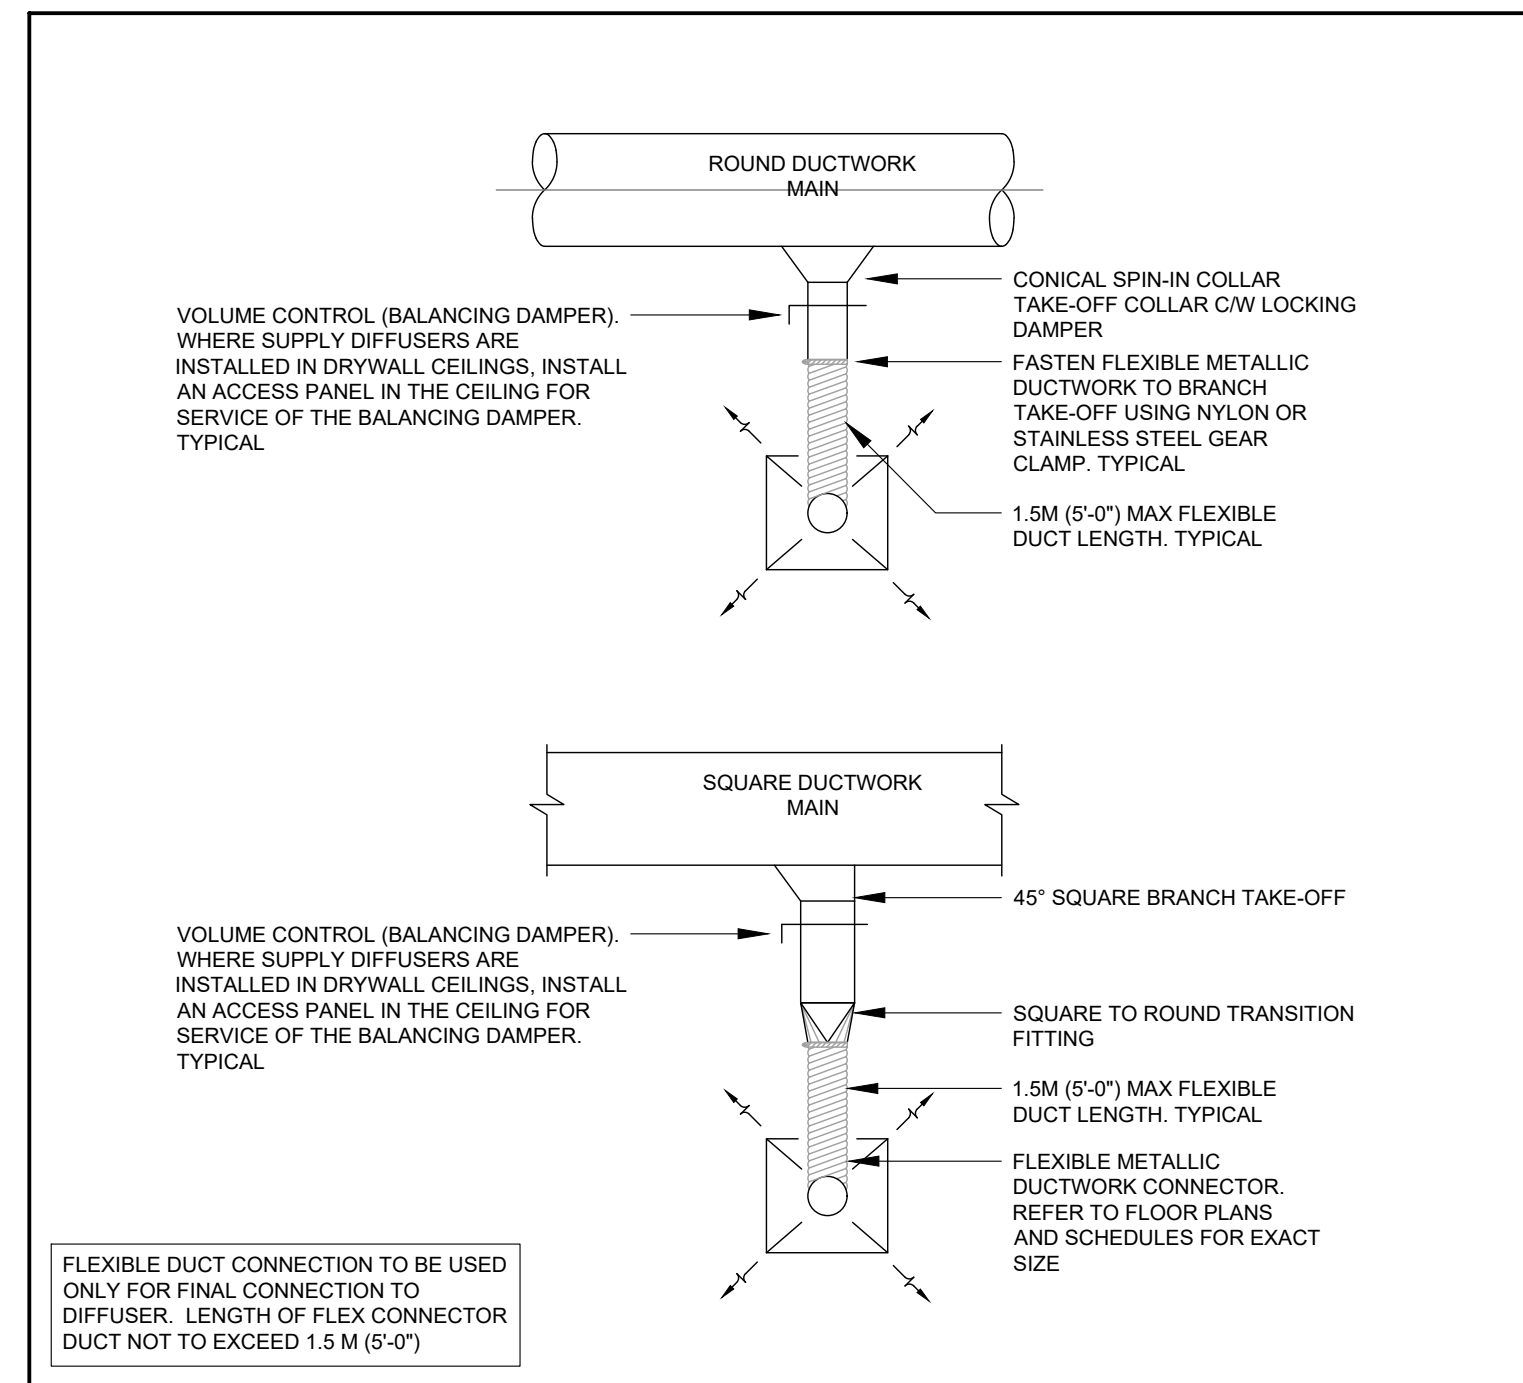 ROUND DUCTWORK
MAIN
VOLUME CONTROL (BALANCING DAMPER).
WHERE SUPPLY DIFFUSERS ARE
INSTALLED IN DRYWALL CEILINGS, INSTALL
AN ACCESS PANEL IN THE CEILING FOR
SERVICE OF THE BALANCING DAMPER.
TYPICAL
CONICAL SPIN-IN COLLAR
TAKE-OFF COLLAR C/W LOCKING
DAMPER
FASTEN FLEXIBLE METALLIC
DUCTWORK TO BRANCH
TAKE-OFF USING NYLON OR
STAINLESS STEEL GEAR
CLAMP. TYPICAL
1.5M (5'-0") MAX FLEXIBLE
DUCT LENGTH. TYPICAL
SQUARE DUCTWORK
MAIN
VOLUME CONTROL (BALANCING DAMPER).
WHERE SUPPLY DIFFUSERS ARE
INSTALLED IN DRYWALL CEILINGS, INSTALL
AN ACCESS PANEL IN THE CEILING FOR
SERVICE OF THE BALANCING DAMPER.
TYPICAL
45° SQUARE BRANCH TAKE-OFF
SQUARE TO ROUND TRANSITION
FITTING
1.5M (5'-0") MAX FLEXIBLE
DUCT LENGTH. TYPICAL
FLEXIBLE METALLIC
DUCTWORK CONNECTOR.
REFER TO FLOOR PLANS
AND SCHEDULES FOR EXACT
SIZE
FLEXIBLE DUCT CONNECTION TO BE USED
ONLY FOR FINAL CONNECTION TO
DIFFUSER.  LENGTH OF FLEX CONNECTOR
DUCT NOT TO EXCEED 1.5 M (5'-0")